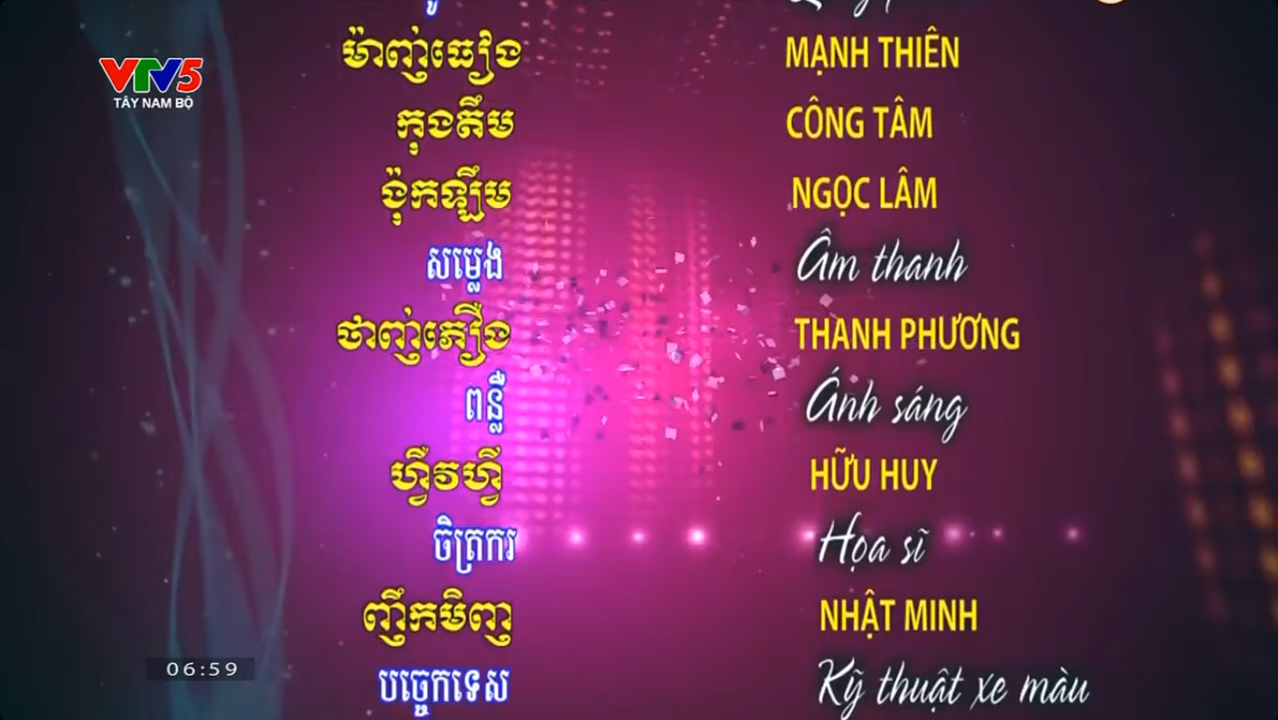 ម៉ាញ់ធៀង MẠNH THIÊN
VTV5
TÂY NAM BỘ
កុងតឹម CÔNG TÂM
ង៉ុកឡឹម NGỌC LÂM
សម្លេង Âm thanh
ថាញ់ភឿង THANH PHƯƠNG
ពន្លឺ Ánh sáng
ហ្វឺវហ្វី HỮU HUY
ចិត្រករ Họa sĩ
ញឹកមិញ NHẬT MINH
06:59
បច្ចេកទេស Kỹ thuật xe màu